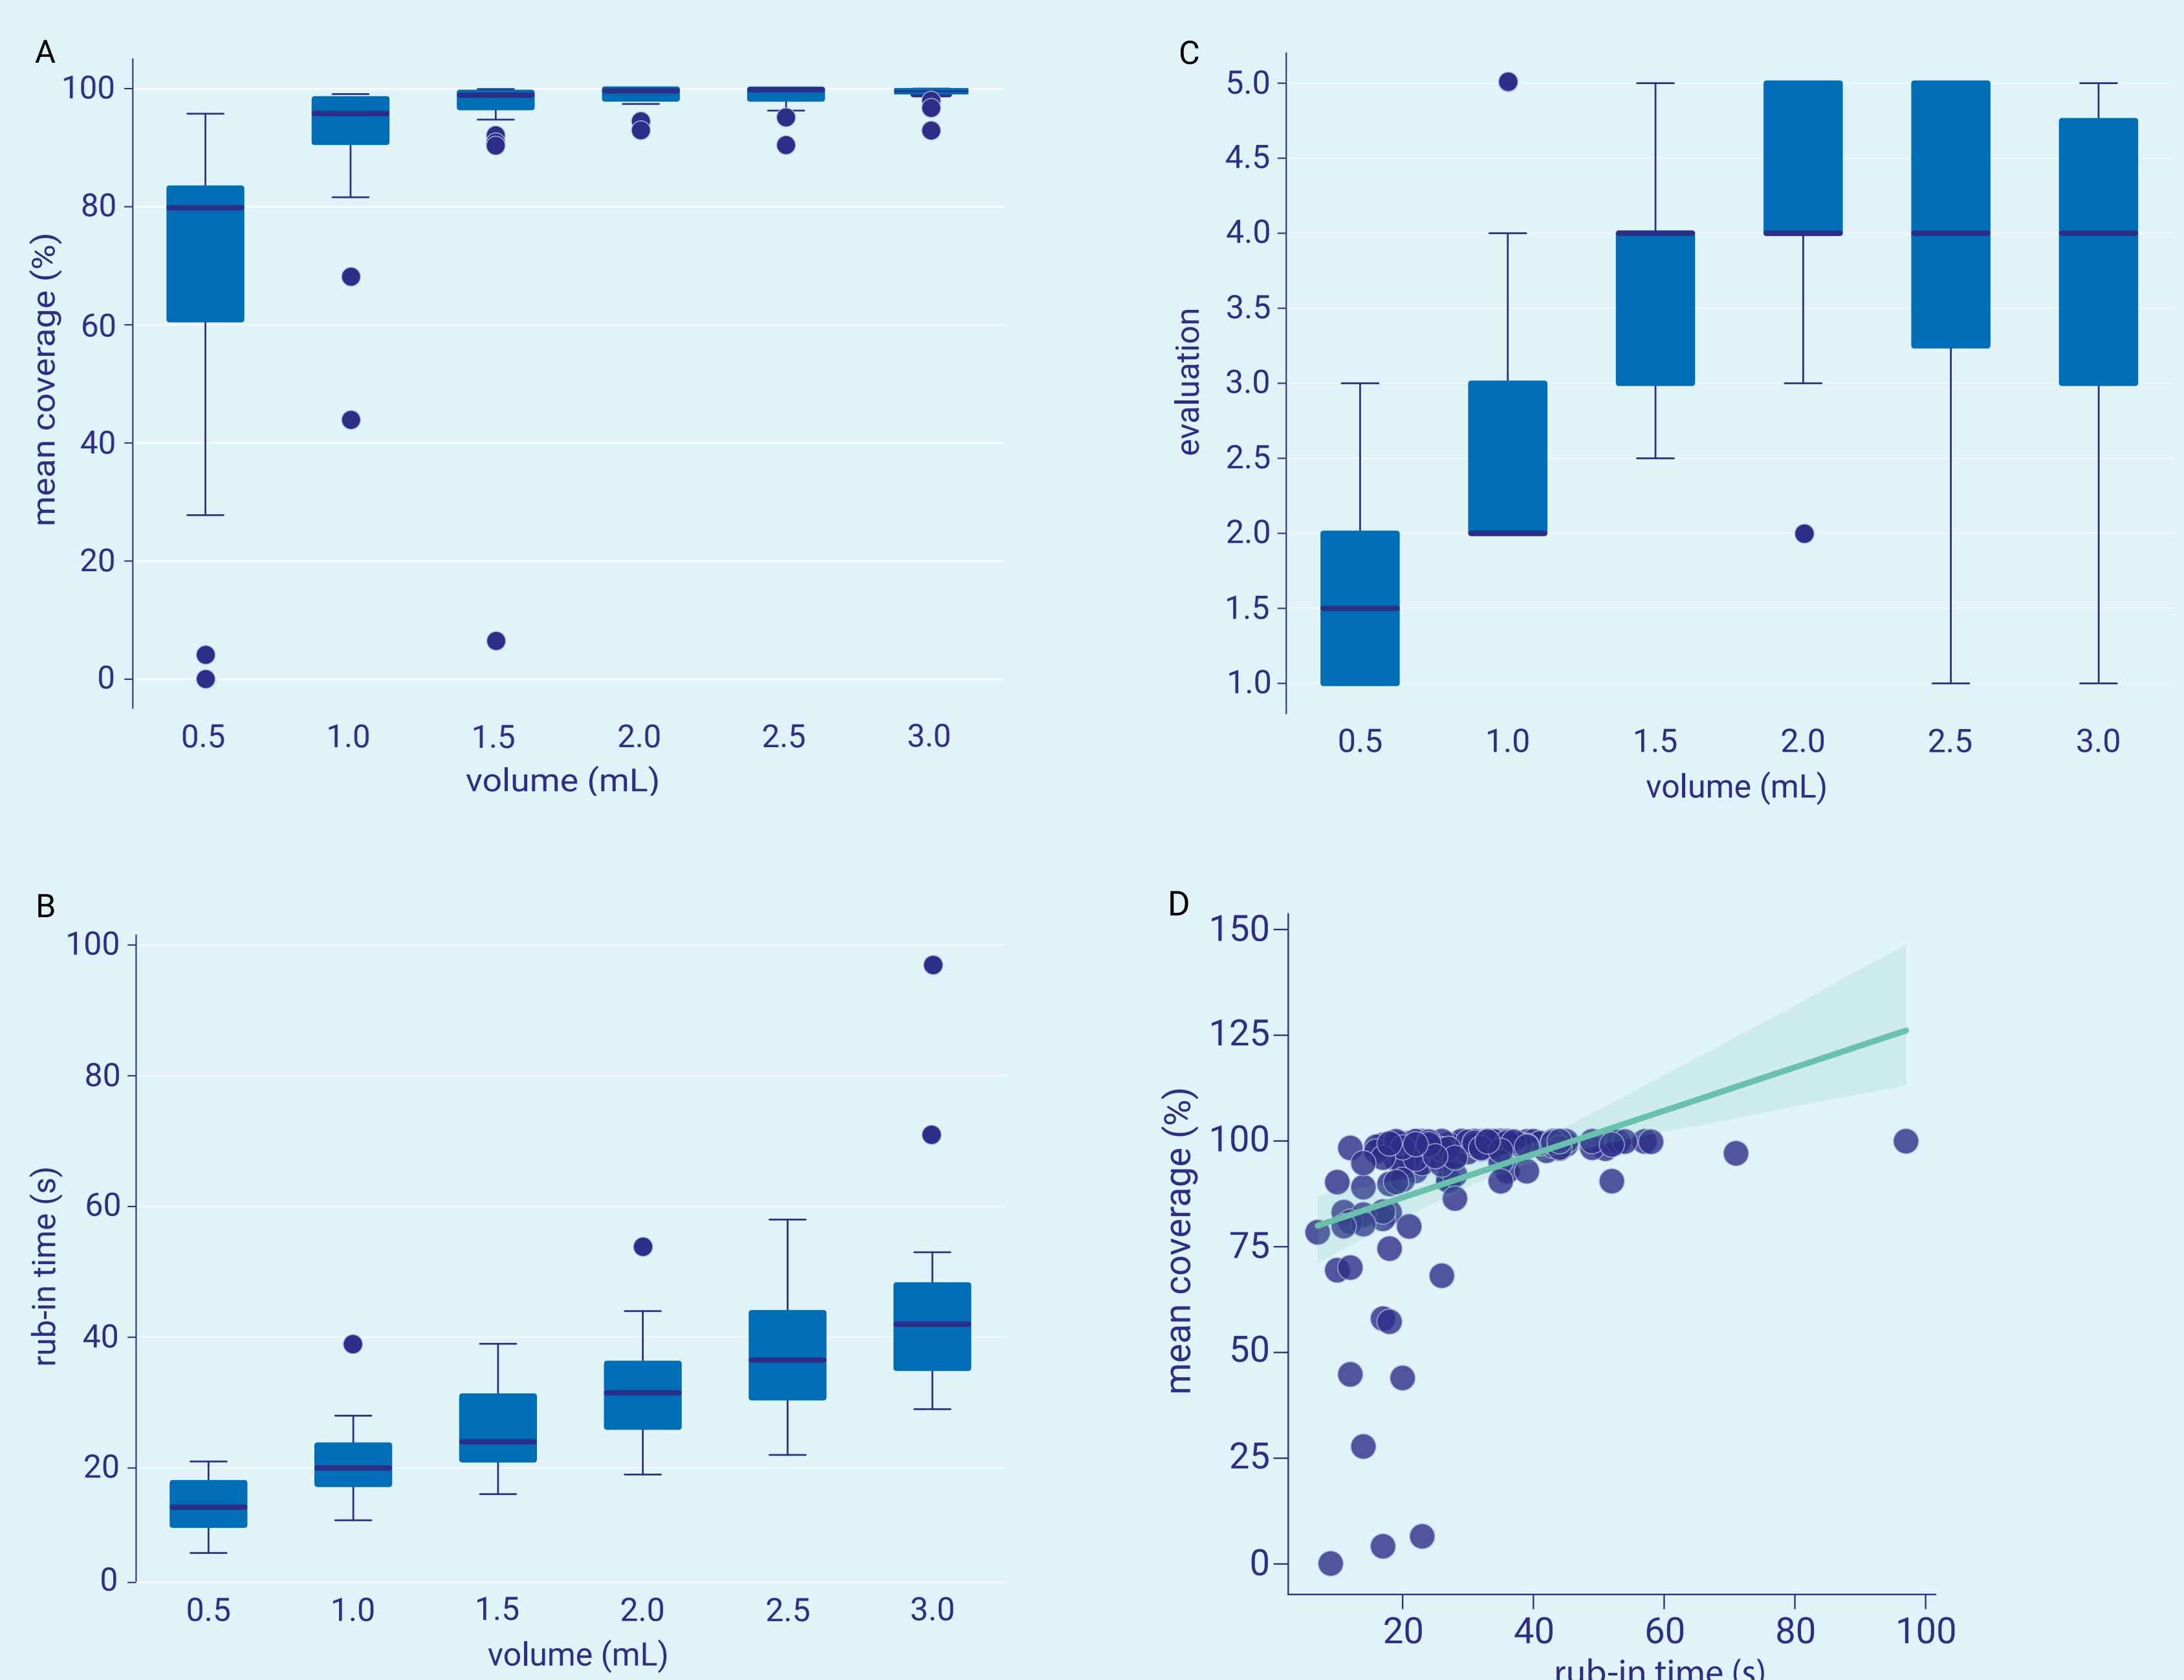 A
100
80
60
40
20
0
mean coverage (%)
0.5 1.0 1.5 2.0 2.5 3.0
volume (mL)
C
5.0
4.5
4.0
3.5
3.0
2.5
2.0
1.5
1.0
evaluation
0.5 1.0 1.5 2.0 2.5 3.0
volume (mL)
B
100
80
60
40
20
0
rub-in time (s)
0.5 1.0 1.5 2.0 2.5 3.0
volume (mL)
D
150
125
100
75
50
25
0
mean coverage (%)
20 40 60 80 100
rub-in time (s)